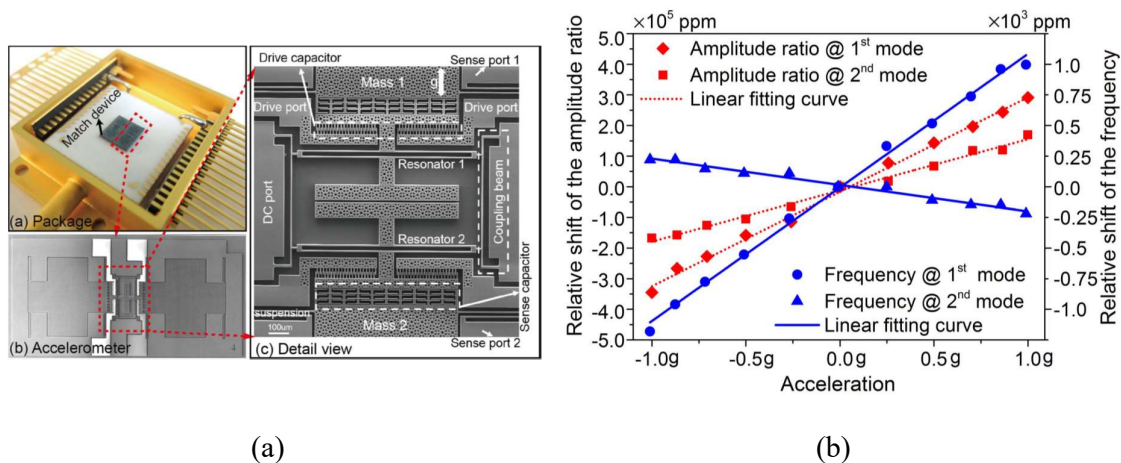 Match device
(a) Package
(b) Accelerometer
Drive capacitor
Sense port 1
Mass 1
g
Drive port
Drive port
Resonator 1
DC port
Coupling beam
Resonator 2
Sense capacitor
suspension
100um
Mass 2
Sense port 2
(c) Detail view
×10⁵ ppm
×10³ ppm
Relative shift of the amplitude ratio
5.0
4.0
3.0
2.0
1.0
0.0
-1.0
-2.0
-3.0
-4.0
-5.0
Amplitude ratio @ 1ˢᵗ mode
Amplitude ratio @ 2ⁿᵈ mode
Linear fitting curve
Frequency @ 1ˢᵗ mode
Frequency @ 2ⁿᵈ mode
Linear fitting curve
1.0
0.75
0.5
0.25
0.0
-0.25
-0.5
-0.75
-1.0
Relative shift of the frequency
-1.0g -0.5g 0.0g 0.5g 1.0g
Acceleration
(a)
(b)